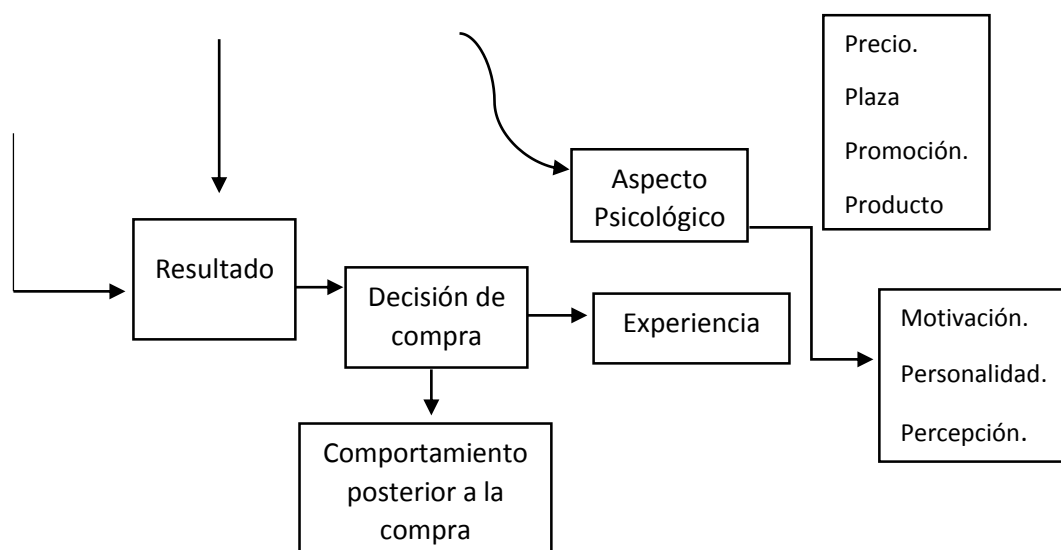 Precio.
Plaza
Promoción.
Producto
Aspecto
Psicológico
Resultado
Decisión de
compra
Experiencia
Motivación.
Personalidad.
Percepción.
Comportamiento
posterior a la
compra